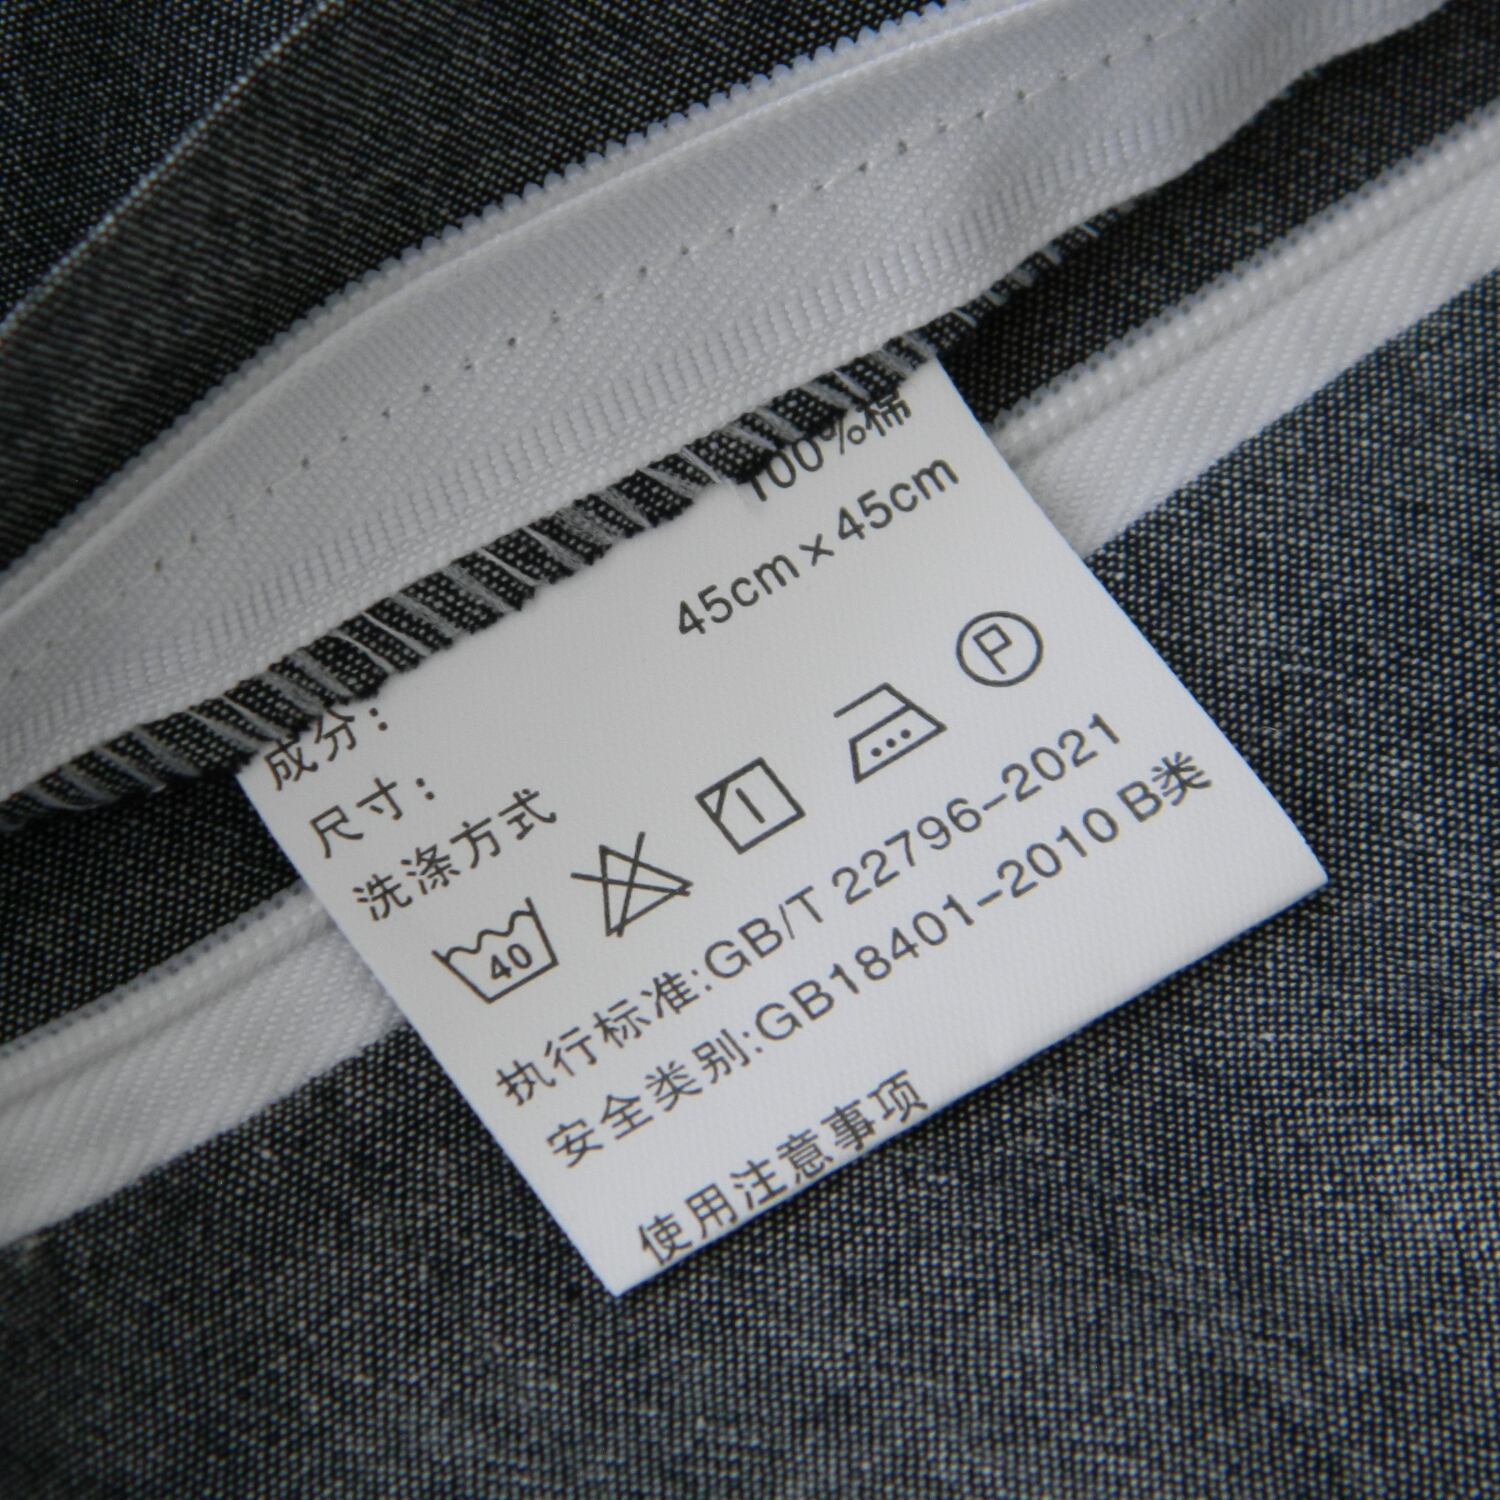 成分： 100%棉
尺寸： 45cm×45cm
洗涤方式
40
P
执行标准:GB/T 22796-2021
安全类别:GB18401-2010 B类
使用注意事项